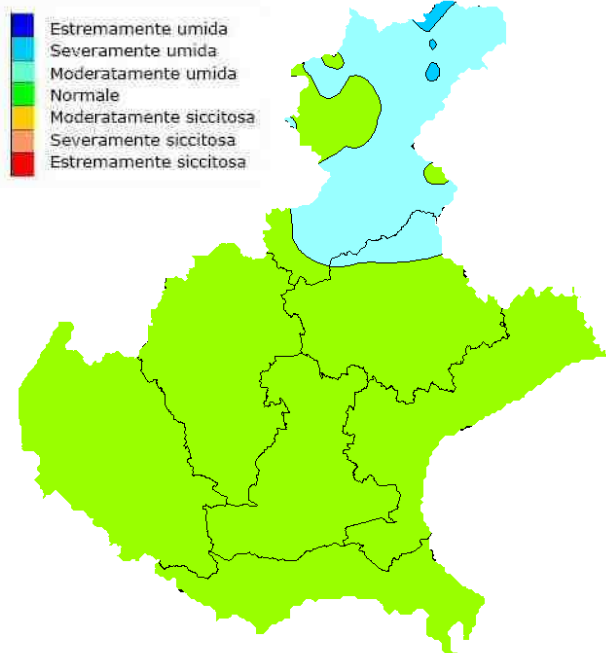 Estremamente umida
Severamente umida
Moderatamente umida
Normale
Moderatamente siccitosa
Severamente siccitosa
Estremamente siccitosa